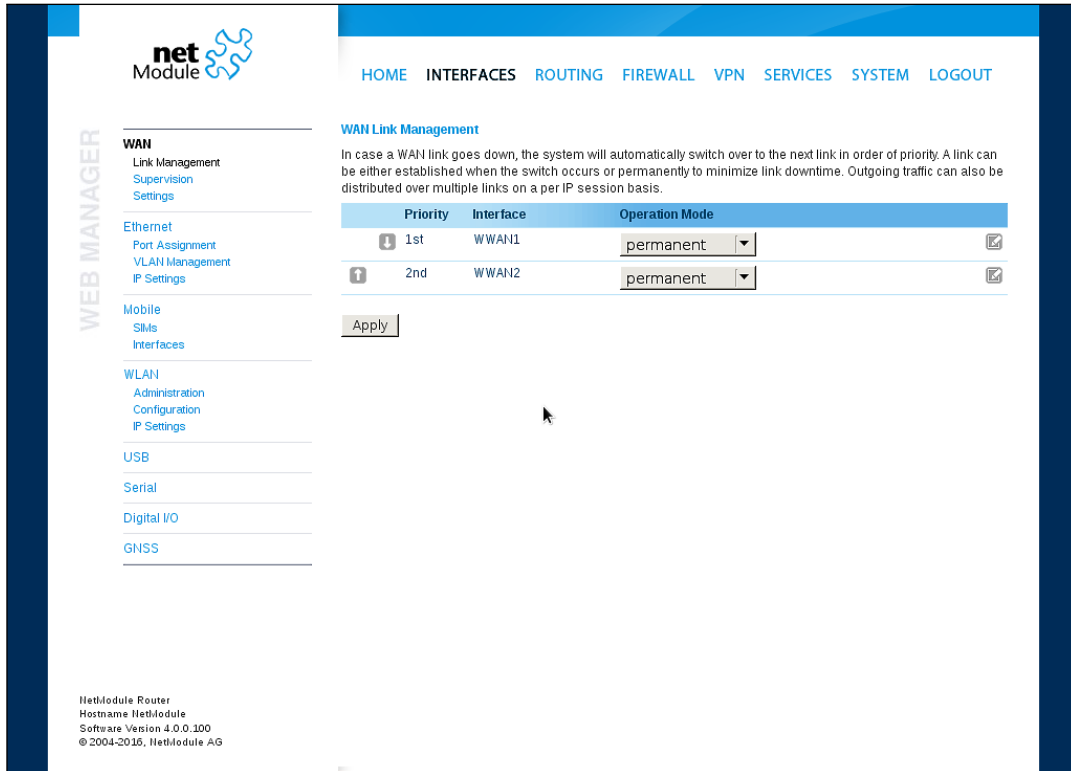 net
Module
HOME INTERFACES ROUTING FIREWALL VPN SERVICES SYSTEM LOGOUT
WEB MANAGER
WAN
Link Management
Supervision
Settings
Ethernet
Port Assignment
VLAN Management
IP Settings
Mobile
SIMs
Interfaces
WLAN
Administration
Configuration
IP Settings
USB
Serial
Digital I/O
GNSS
WAN Link Management
In case a WAN link goes down, the system will automatically switch over to the next link in order of priority. A link can
be either established when the switch occurs or permanently to minimize link downtime. Outgoing traffic can also be
distributed over multiple links on a per IP session basis.
Priority Interface Operation Mode
1st WWAN1 permanent
2nd WWAN2 permanent
Apply
NetModule Router
Hostname NetModule
Software Version 4.0.0.100
© 2004-2016, NetModule AG